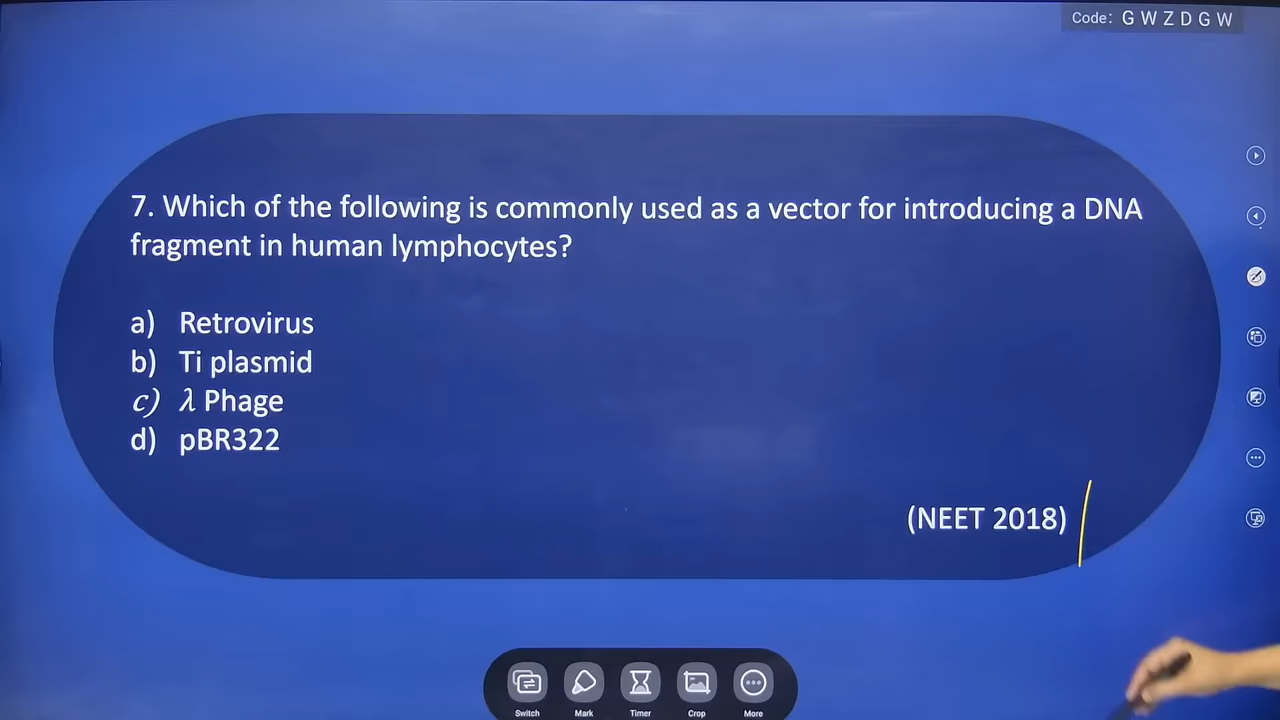 Code: G W Z D G W
7. Which of the following is commonly used as a vector for introducing a DNA
fragment in human lymphocytes?
a) Retrovirus
b) Ti plasmid
c) λ Phage
d) pBR322
(NEET 2018)
Switch Mark Timer Crop More